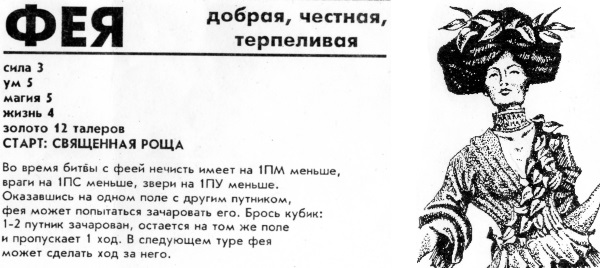 ФЕЯ
добрая, честная,
терпеливая
сила 3
ум 5
магия 5
жизнь 4
золото 12 талеров
СТАРТ: СВЯЩЕННАЯ РОЩА
Во время битвы с феей нечисть имеет на 1ПМ меньше,
враги на 1ПС меньше, звери на 1ПУ меньше.
Оказавшись на одном поле с другим путником,
фея может попытаться зачаровать его. Брось кубик:
1-2 путник зачарован, остается на том же поле
и пропускает 1 ход. В следующем туре фея
может сделать ход за него.